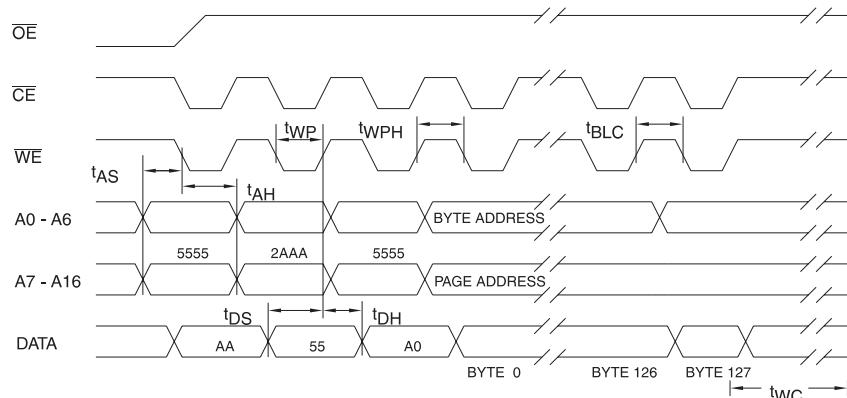 OE
CE
tWP tWPH tBLC
WE
tAS
tAH
A0 - A6 BYTE ADDRESS
5555 2AAA 5555
A7 - A16 PAGE ADDRESS
tDS tDH
DATA AA 55 A0
BYTE 0 BYTE 126 BYTE 127
tWC